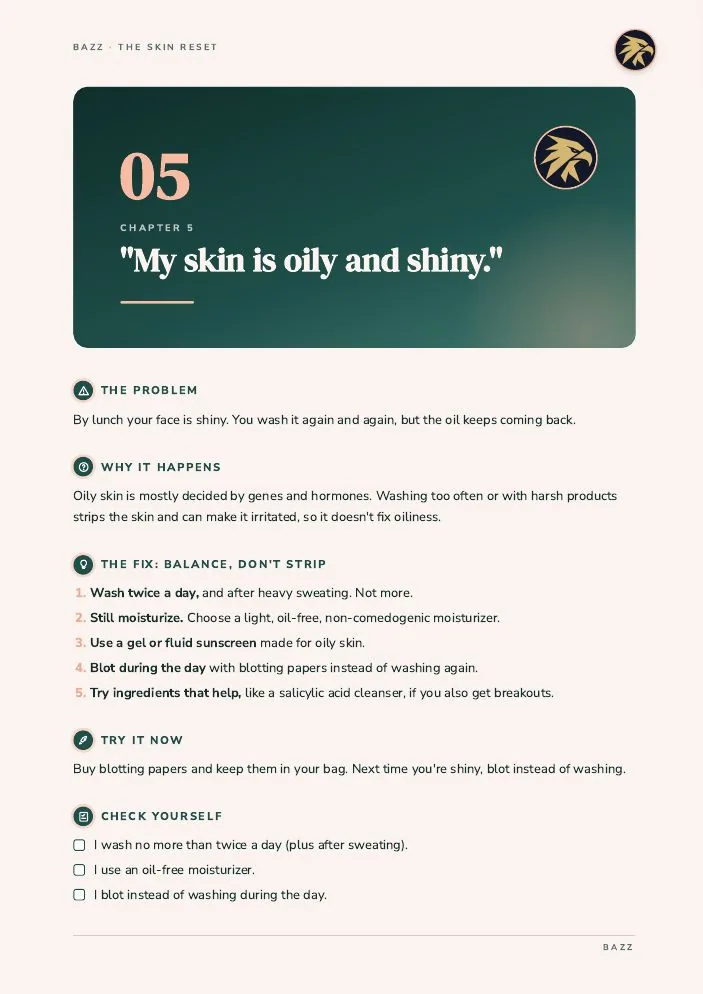 BAZZ · THE SKIN RESET
05
CHAPTER 5
"My skin is oily and shiny."
THE PROBLEM
By lunch your face is shiny. You wash it again and again, but the oil keeps coming back.
WHY IT HAPPENS
Oily skin is mostly decided by genes and hormones. Washing too often or with harsh products
strips the skin and can make it irritated, so it doesn't fix oiliness.
THE FIX: BALANCE, DON'T STRIP
1. Wash twice a day, and after heavy sweating. Not more.
2. Still moisturize. Choose a light, oil-free, non-comedogenic moisturizer.
3. Use a gel or fluid sunscreen made for oily skin.
4. Blot during the day with blotting papers instead of washing again.
5. Try ingredients that help, like a salicylic acid cleanser, if you also get breakouts.
TRY IT NOW
Buy blotting papers and keep them in your bag. Next time you're shiny, blot instead of washing.
CHECK YOURSELF
I wash no more than twice a day (plus after sweating).
I use an oil-free moisturizer.
I blot instead of washing during the day.
BAZZ